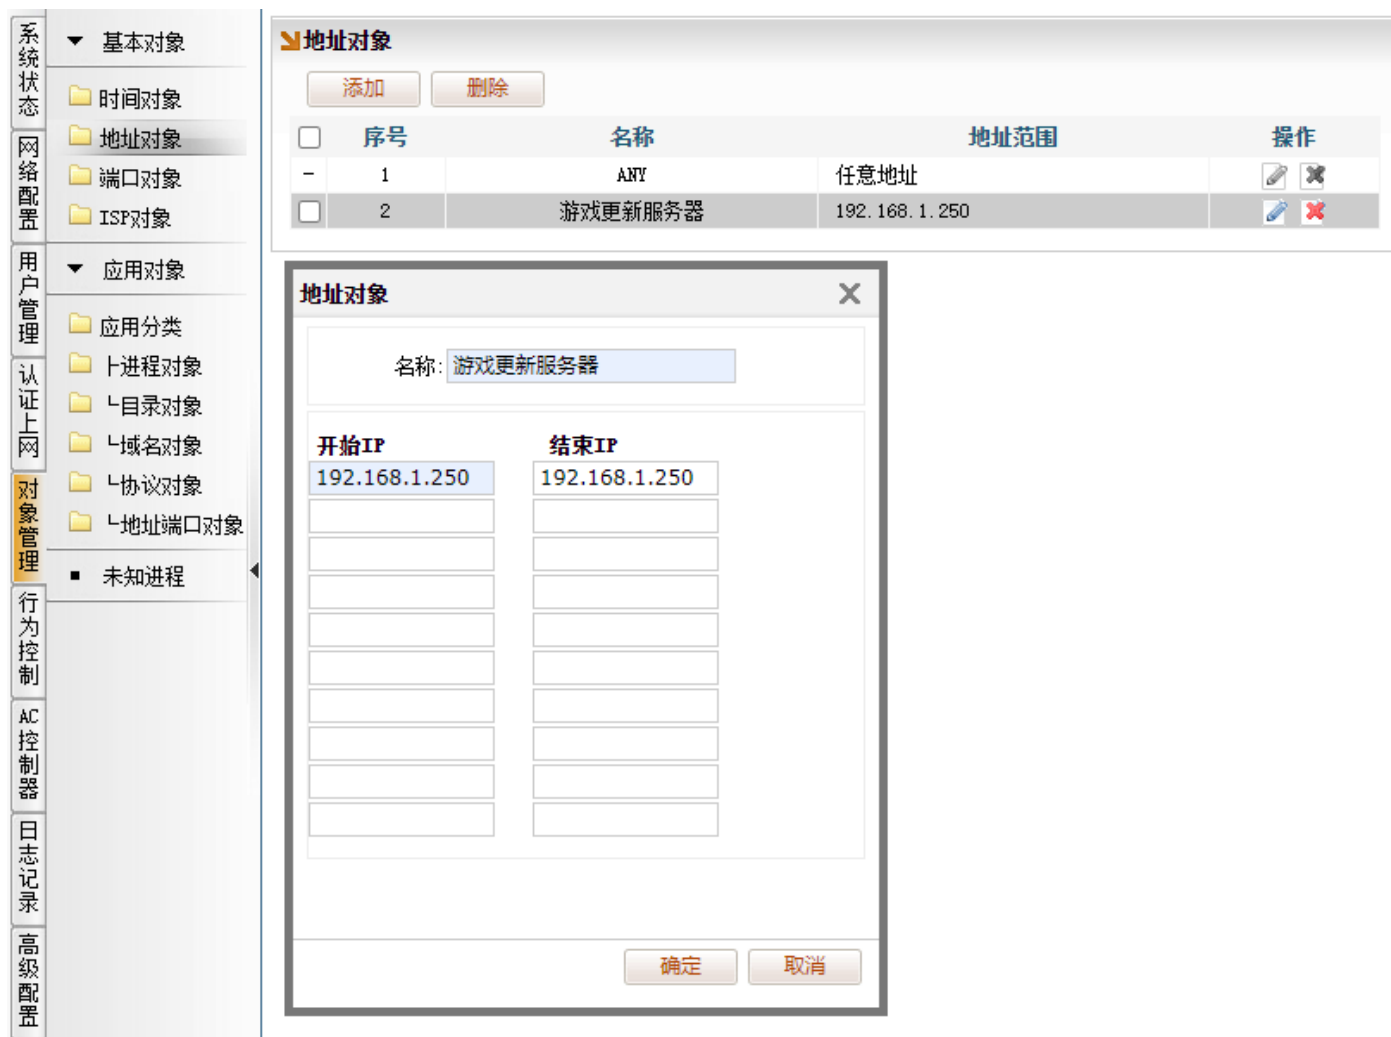 系统状态
网络配置
用户管理
认证上网
对象管理
行为控制
AC控制器
日志记录
高级配置
基本对象
时间对象
地址对象
端口对象
ISP对象
应用对象
应用分类
├进程对象
└目录对象
└域名对象
└协议对象
└地址端口对象
未知进程
地址对象
添加 删除
序号 名称 地址范围 操作
1 ANY 任意地址
2 游戏更新服务器 192.168.1.250
地址对象
名称: 游戏更新服务器
开始IP 结束IP
192.168.1.250 192.168.1.250
确定 取消